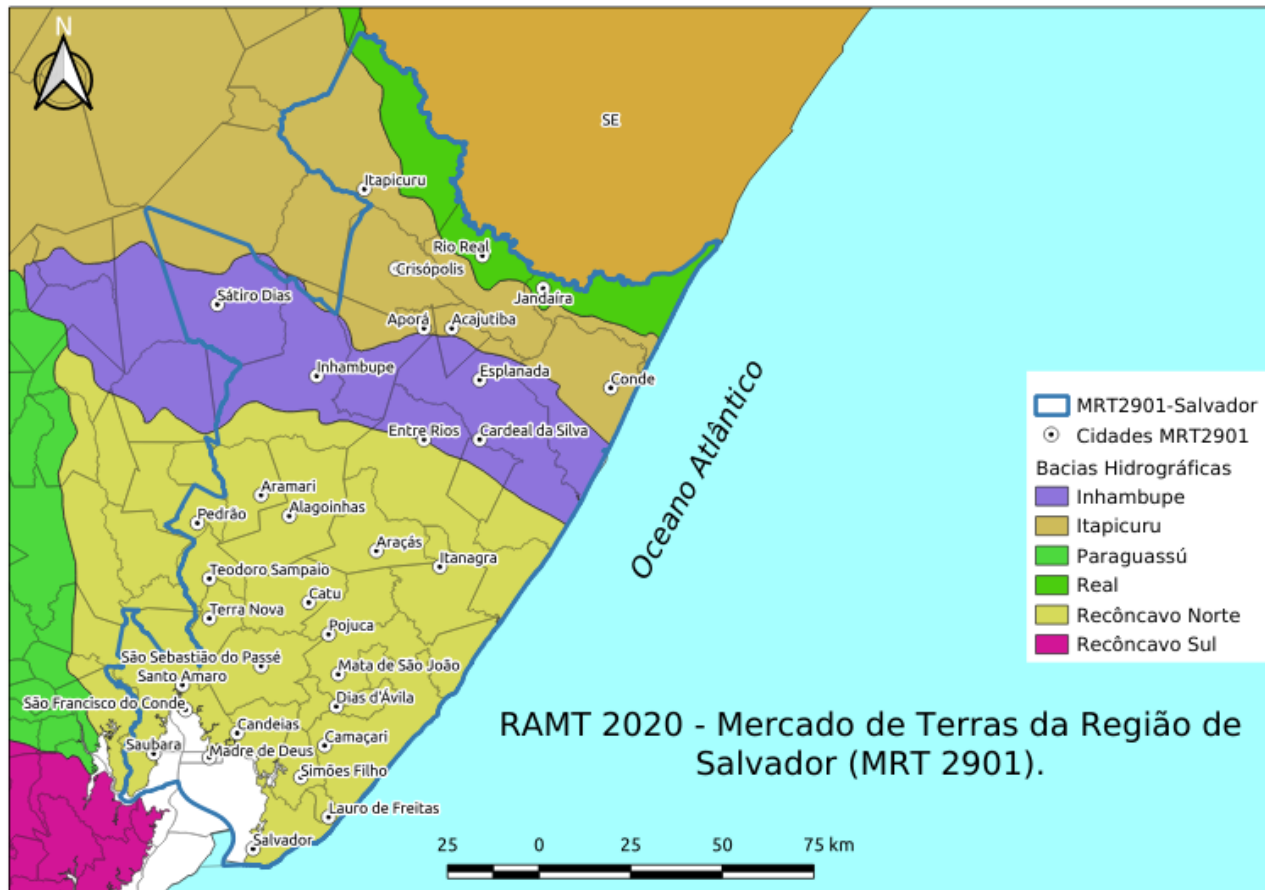 N
SE
Itapicuru
Rio Real
Crisópolis
Sátiro Dias
Jandaíra
Aporá
Acajutiba
Inhambupe
Esplanada
Conde
Entre Rios
Cardeal da Silva
Oceano Atlântico
Aramari
Alagoinhas
Pedrão
Araçás
Itanagra
Teodoro Sampaio
Catu
Terra Nova
Pojuca
São Sebastião do Passé
Mata de São João
Santo Amaro
São Francisco do Conde
Dias d'Ávila
Candeias
Camaçari
Saubara
Madre de Deus
Simões Filho
Lauro de Freitas
Salvador
MRT2901-Salvador
Cidades MRT2901
Bacias Hidrográficas
Inhambupe
Itapicuru
Paraguassú
Real
Recôncavo Norte
Recôncavo Sul
RAMT 2020 - Mercado de Terras da Região de
Salvador (MRT 2901).
25 0 25 50 75 km